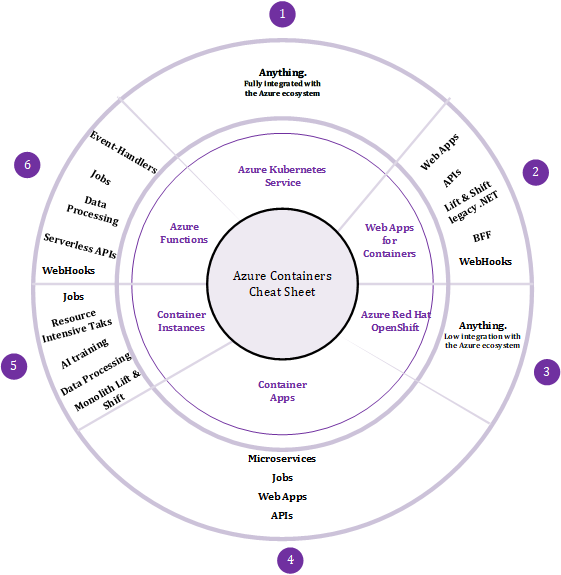 1
Anything.
Fully integrated with
the Azure ecosystem
Azure Kubernetes
Service
2
Web Apps
APIs
Lift & Shift
legacy .NET
BFF
WebHooks
Web Apps
for
Containers
3
Anything.
Low integration with
the Azure ecosystem
Azure Red Hat
OpenShift
4
Container
Apps
Microservices
Jobs
Web Apps
APIs
5
Jobs
Resource
Intensive Taks
AI training
Data Processing
Monolith Lift &
Shift
Container
Instances
6
Event-Handlers
Jobs
Data
Processing
Serverless APIs
WebHooks
Azure
Functions
Azure Containers
Cheat Sheet